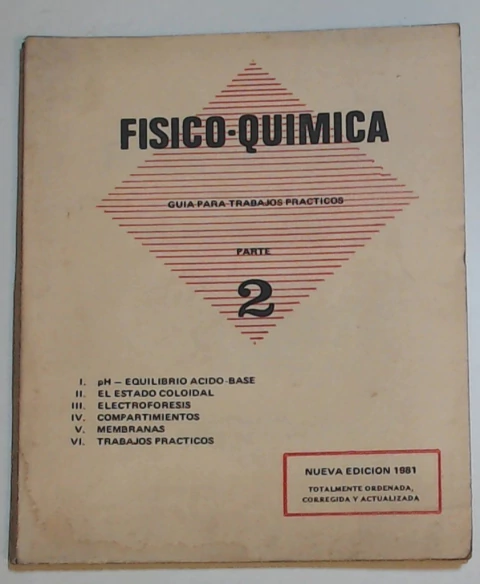 FISICO-QUIMICA
GUIA PARA TRABAJOS PRACTICOS
PARTE
2
I. pH — EQUILIBRIO ACIDO-BASE
II. EL ESTADO COLOIDAL
III. ELECTROFORESIS
IV. COMPARTIMIENTOS
V. MEMBRANAS
VI. TRABAJOS PRACTICOS
NUEVA EDICION 1981
TOTALMENTE ORDENADA,
CORREGIDA Y ACTUALIZADA